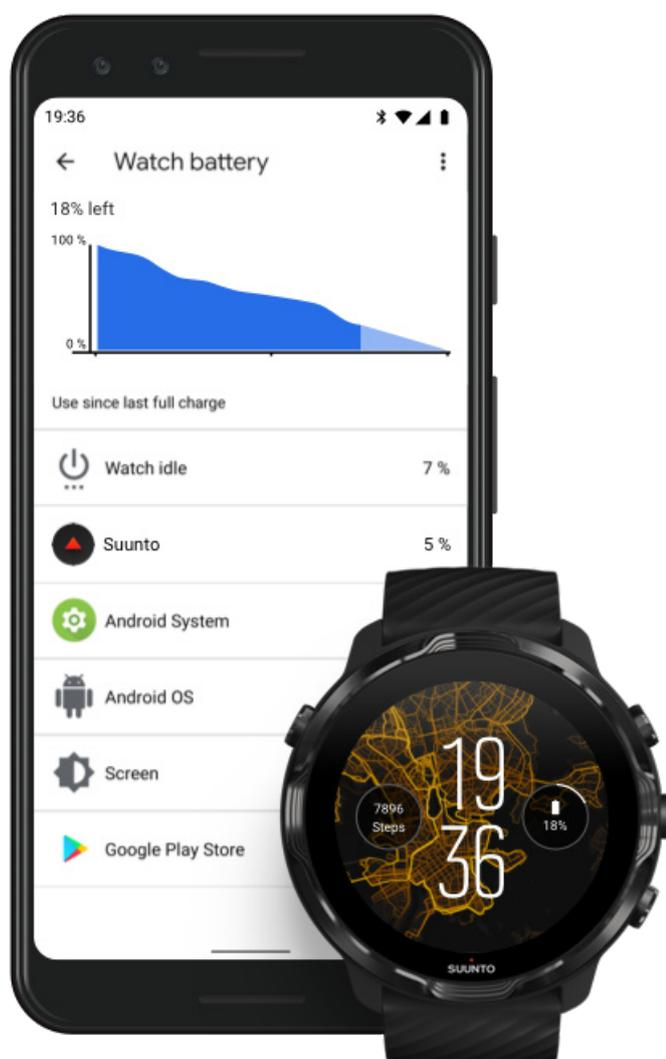 19:36
Watch battery
18% left
100 %
0 %
Use since last full charge
Watch idle 7 %
Suunto 5 %
Android System
Android OS
Screen
Google Play Store
19
36
7896
Steps
18%
SUUNTO